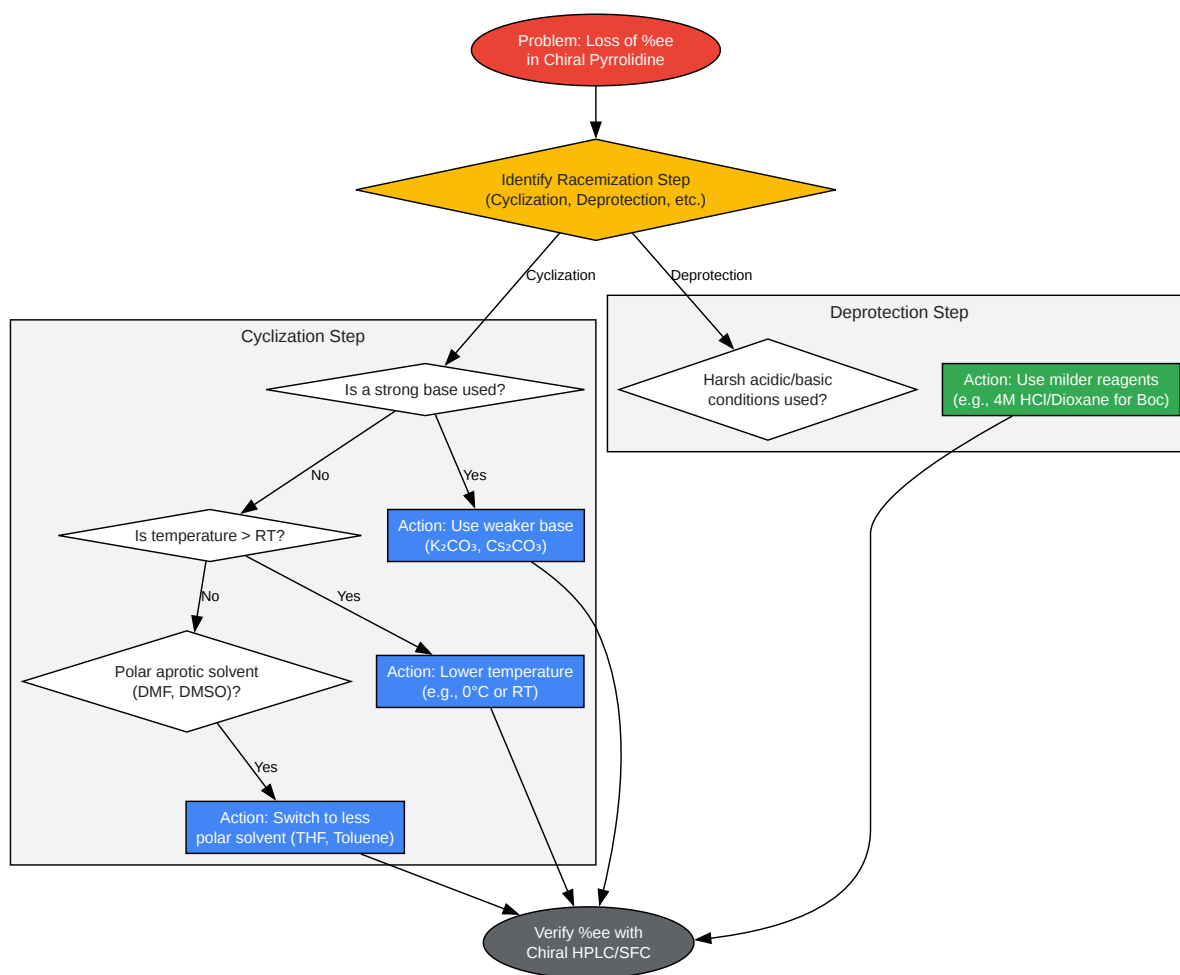 Problem: Loss of %ee
in Chiral Pyrrolidine
Identify Racemization Step
(Cyclization, Deprotection, etc.)
Cyclization
Deprotection
Cyclization Step
Is a strong base used?
No
Yes
Is temperature > RT?
Action: Use weaker base
(K₂CO₃, Cs₂CO₃)
No
Yes
Polar aprotic solvent
(DMF, DMSO)?
Action: Lower temperature
(e.g., 0°C or RT)
Yes
Action: Switch to less
polar solvent (THF, Toluene)
Deprotection Step
Harsh acidic/basic
conditions used?
Action: Use milder reagents
(e.g., 4M HCl/Dioxane for Boc)
Verify %ee with
Chiral HPLC/SFC